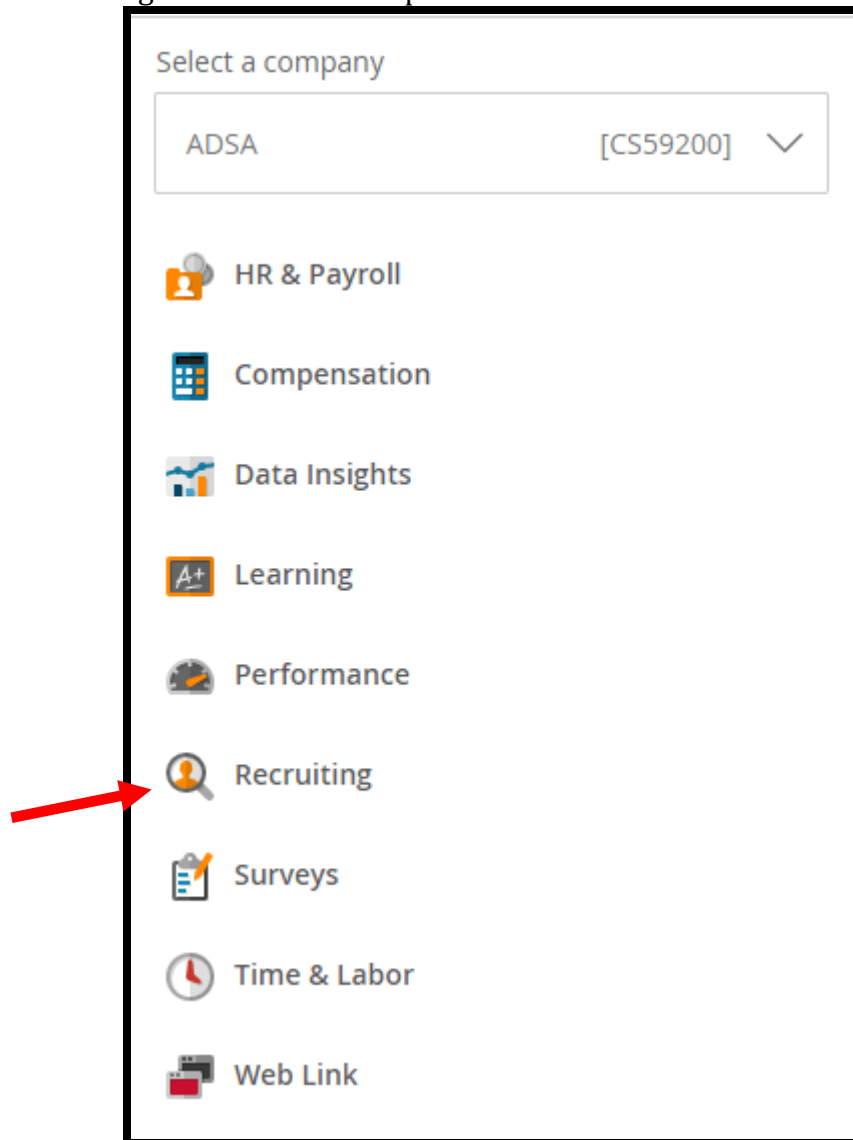 Select a company
ADSA [CS59200]
HR & Payroll
Compensation
Data Insights
A+ Learning
Performance
Recruiting
Surveys
Time & Labor
Web Link